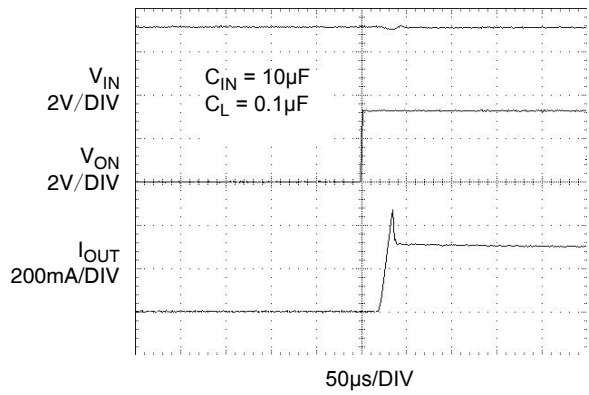 V_IN
2V/DIV
C_IN = 10µF
C_L = 0.1µF
V_ON
2V/DIV
I_OUT
200mA/DIV
50µs/DIV